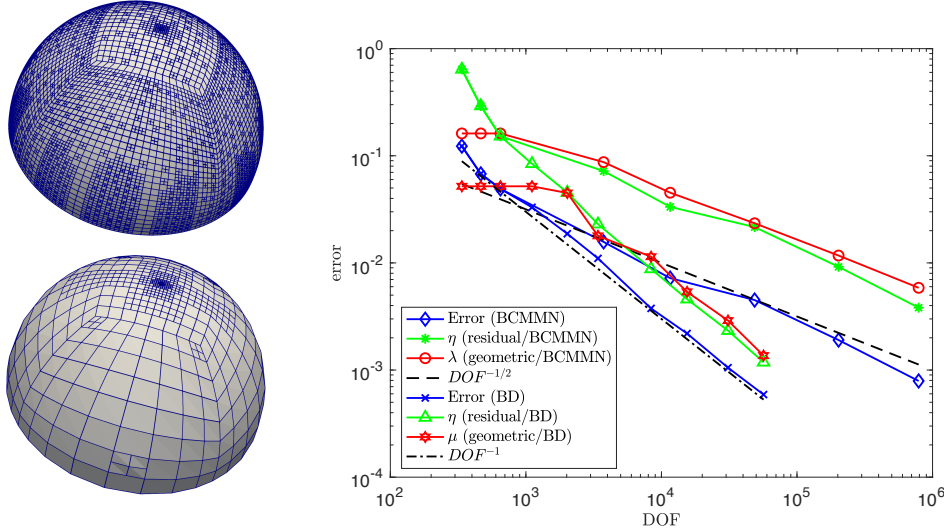 10^0
10^-1
10^-2
10^-3
10^-4
error
Error (BCMMN)
η (residual/BCMMN)
λ (geometric/BCMMN)
DOF^-1/2
Error (BD)
η (residual/BD)
μ (geometric/BD)
DOF^-1
10^2
10^3
10^4
10^5
10^6
DOF